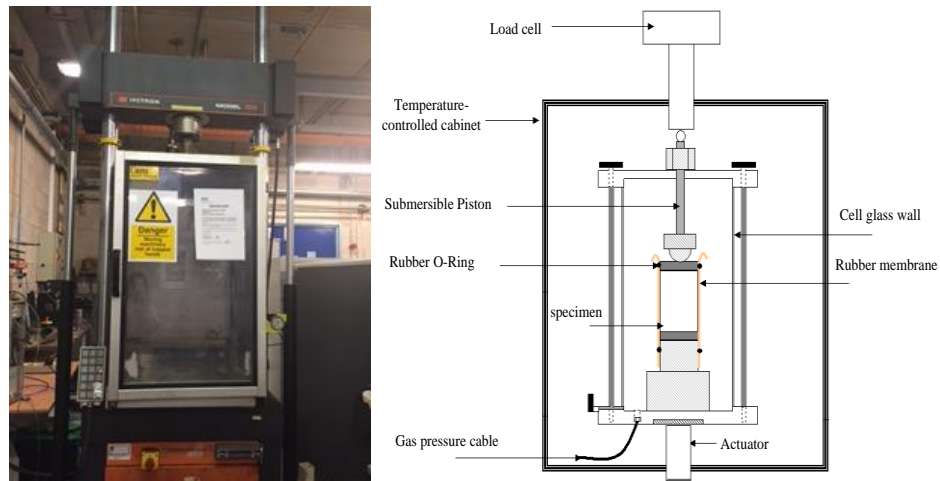 INSTRON
MODEL
Danger
Load cell
Temperature-
controlled cabinet
Submersible Piston
Cell glass wall
Rubber O-Ring
Rubber membrane
specimen
Gas pressure cable
Actuator